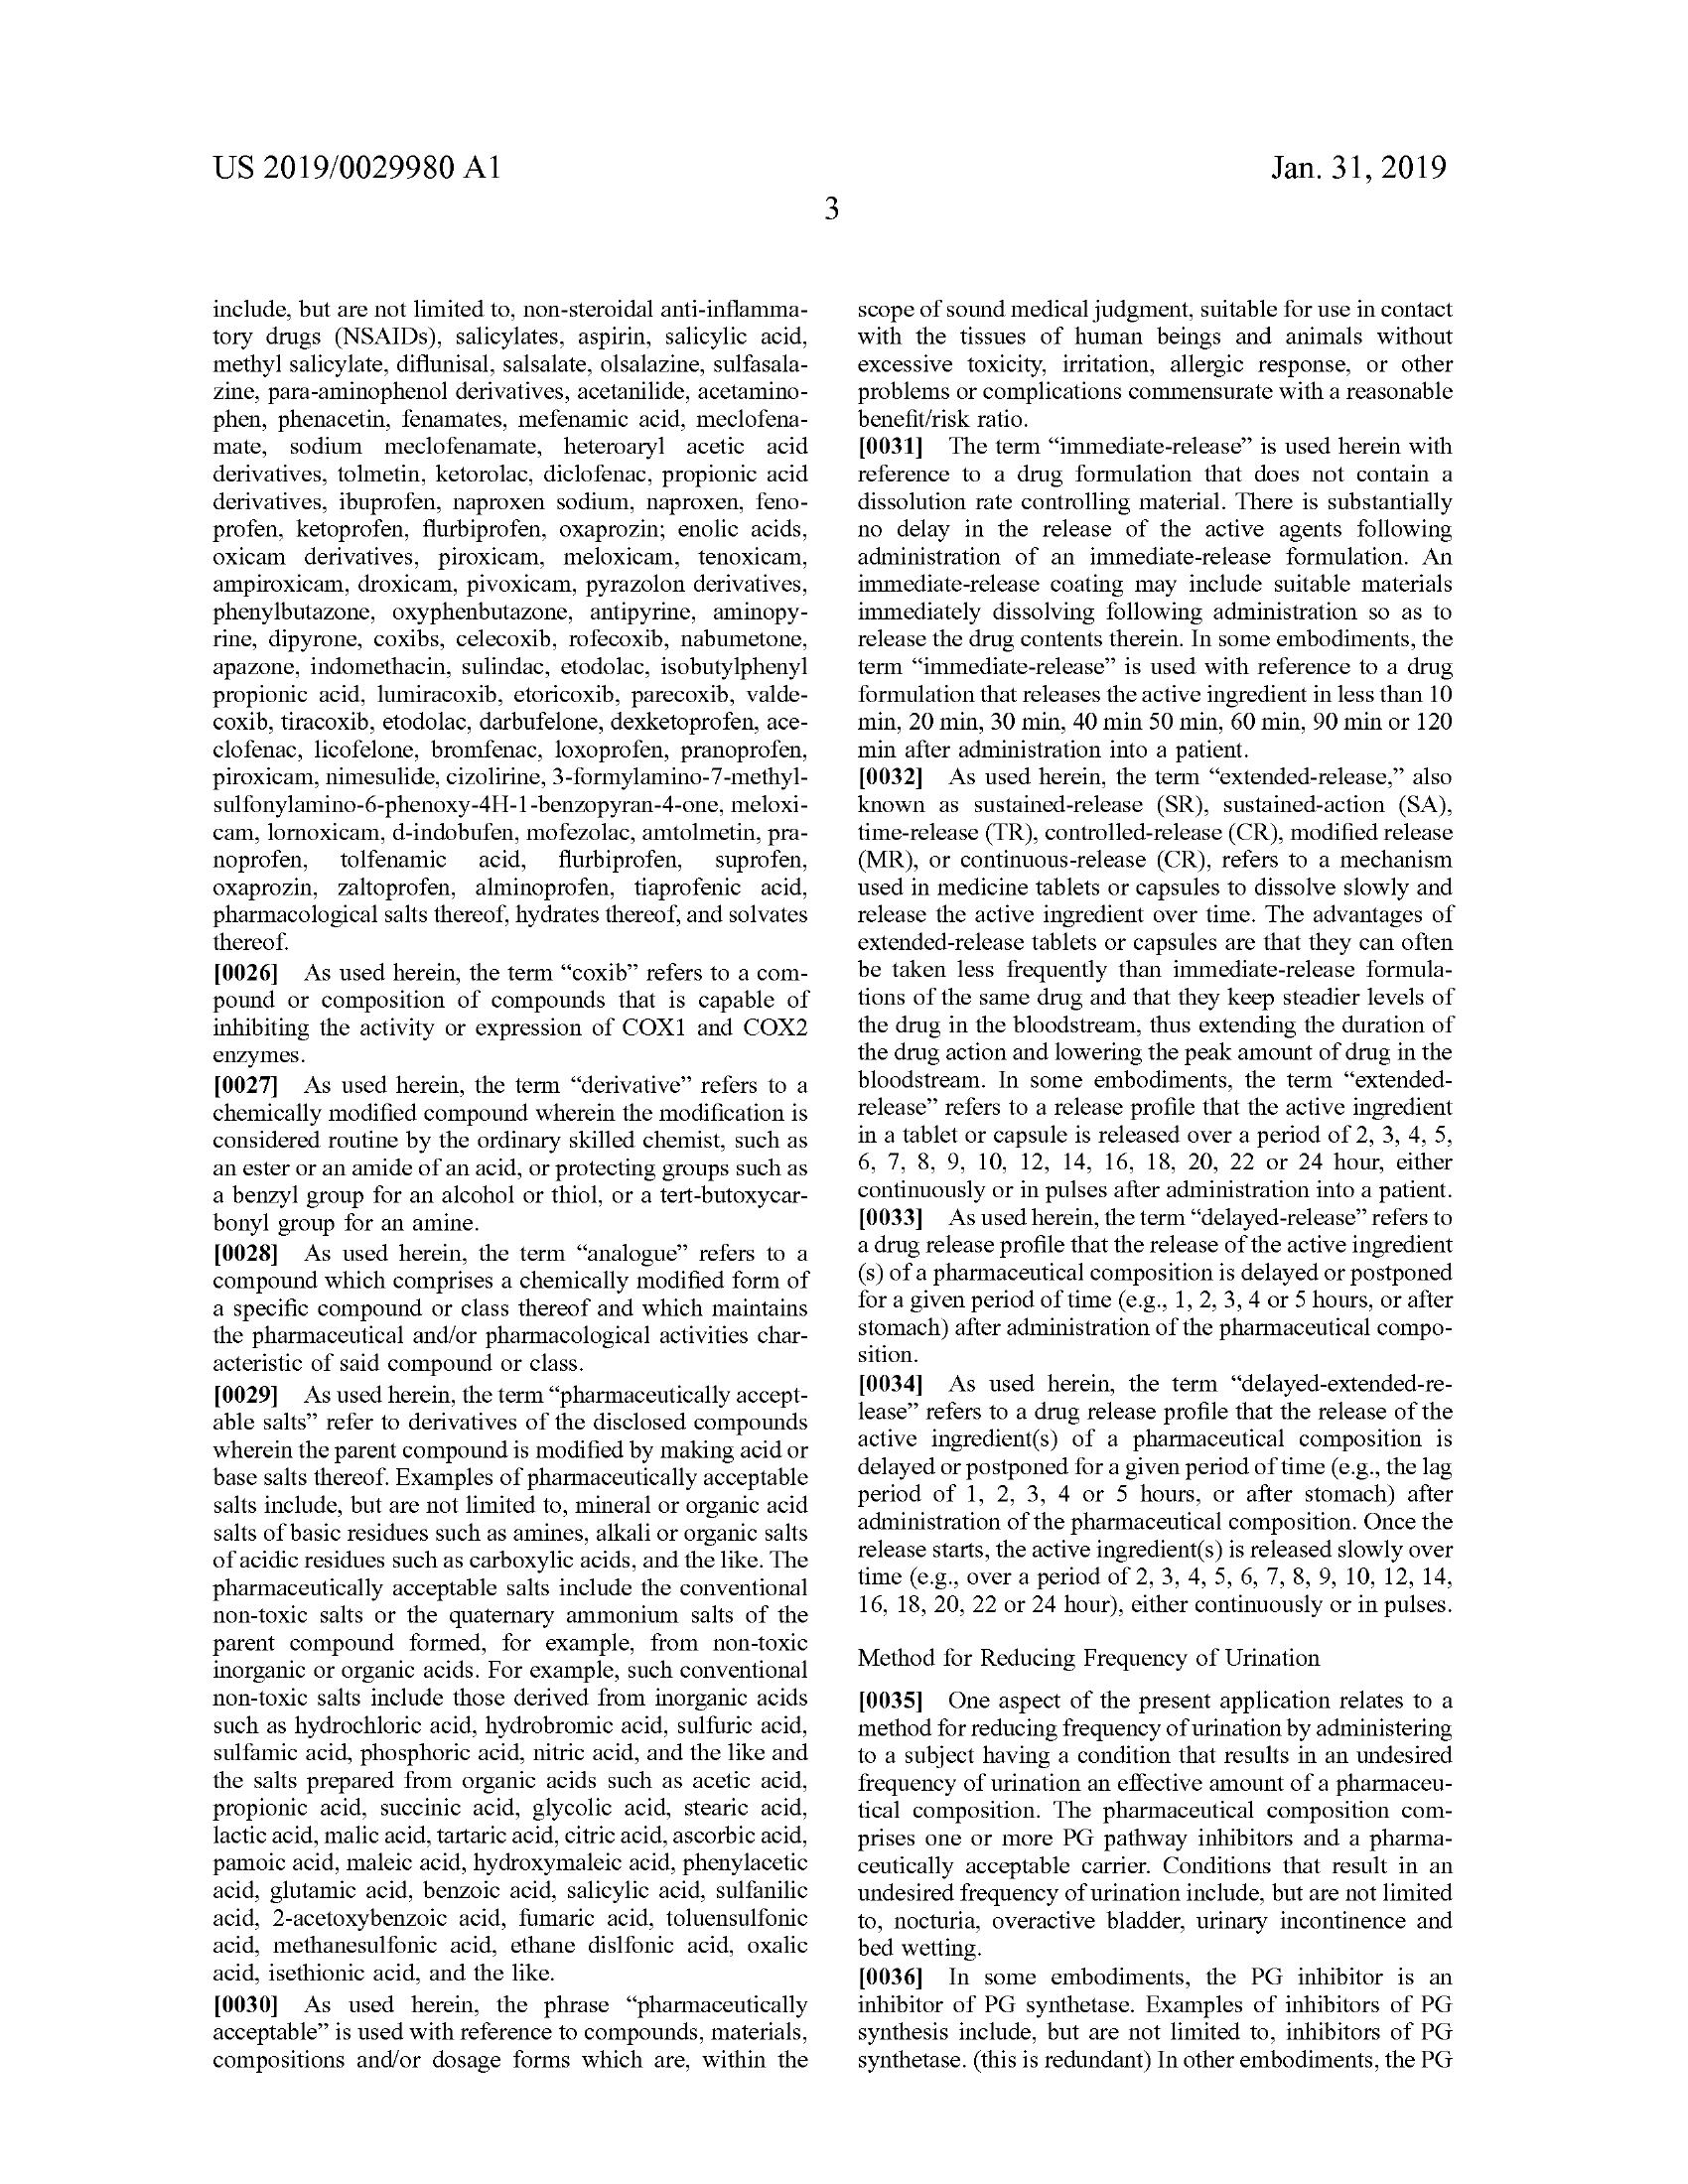 US 2019/0029980 A1
Jan. 31, 2019
3
include, but are not limited to, non-steroidal anti-inflamma-
tory drugs (NSAIDs), salicylates, aspirin, salicylic acid,
methyl salicylate, diflunisal, salsalate, olsalazine, sulfasala-
zine, para-aminophenol derivatives, acetanilide, acetamino-
phen, phenacetin, fenamates, mefenamic acid, meclofena-
mate, sodium meclofenamate, heteroaryl acetic acid
derivatives, tolmetin, ketorolac, diclofenac, propionic acid
derivatives, ibuprofen, naproxen sodium, naproxen, feno-
profen, ketoprofen, flurbiprofen, oxaprozin; enolic acids,
oxicam derivatives, piroxicam, meloxicam, tenoxicam,
ampiroxicam, droxicam, pivoxicam, pyrazolon derivatives,
phenylbutazone, oxyphenbutazone, antipyrine, aminopy-
rine, dipyrone, coxibs, celecoxib, rofecoxib, nabumetone,
apazone, indomethacin, sulindac, etodolac, isobutylphenyl
propionic acid, lumiracoxib, etoricoxib, parecoxib, valde-
coxib, tiracoxib, etodolac, darbufelone, dexketoprofen, ace-
clofenac, licofelone, bromfenac, loxoprofen, pranoprofen,
piroxicam, nimesulide, cizolirine, 3-formylamino-7-methyl-
sulfonylamino-6-phenoxy-4H-1-benzopyran-4-one, meloxi-
cam, lornoxicam, d-indobufen, mofezolac, amtolmetin, pra-
noprofen, tolfenamic acid, flurbiprofen, suprofen,
oxaprozin, zaltoprofen, alminoprofen, tiaprofenic acid,
pharmacological salts thereof, hydrates thereof, and solvates
thereof.
[0026] As used herein, the term “coxib” refers to a com-
pound or composition of compounds that is capable of
inhibiting the activity or expression of COX1 and COX2
enzymes.
[0027] As used herein, the term “derivative” refers to a
chemically modified compound wherein the modification is
considered routine by the ordinary skilled chemist, such as
an ester or an amide of an acid, or protecting groups such as
a benzyl group for an alcohol or thiol, or a tert-butoxycar-
bonyl group for an amine.
[0028] As used herein, the term “analogue” refers to a
compound which comprises a chemically modified form of
a specific compound or class thereof and which maintains
the pharmaceutical and/or pharmacological activities char-
acteristic of said compound or class.
[0029] As used herein, the term “pharmaceutically accept-
able salts” refer to derivatives of the disclosed compounds
wherein the parent compound is modified by making acid or
base salts thereof. Examples of pharmaceutically acceptable
salts include, but are not limited to, mineral or organic acid
salts of basic residues such as amines, alkali or organic salts
of acidic residues such as carboxylic acids, and the like. The
pharmaceutically acceptable salts include the conventional
non-toxic salts or the quaternary ammonium salts of the
parent compound formed, for example, from non-toxic
inorganic or organic acids. For example, such conventional
non-toxic salts include those derived from inorganic acids
such as hydrochloric acid, hydrobromic acid, sulfuric acid,
sulfamic acid, phosphoric acid, nitric acid, and the like and
the salts prepared from organic acids such as acetic acid,
propionic acid, succinic acid, glycolic acid, stearic acid,
lactic acid, malic acid, tartaric acid, citric acid, ascorbic acid,
pamoic acid, maleic acid, hydroxymaleic acid, phenylacetic
acid, glutamic acid, benzoic acid, salicylic acid, sulfanilic
acid, 2-acetoxybenzoic acid, fumaric acid, toluensulfonic
acid, methanesulfonic acid, ethane dislfonic acid, oxalic
acid, isethionic acid, and the like.
[0030] As used herein, the phrase “pharmaceutically
acceptable” is used with reference to compounds, materials,
compositions and/or dosage forms which are, within the
scope of sound medical judgment, suitable for use in contact
with the tissues of human beings and animals without
excessive toxicity, irritation, allergic response, or other
problems or complications commensurate with a reasonable
benefit/risk ratio.
[0031] The term “immediate-release” is used herein with
reference to a drug formulation that does not contain a
dissolution rate controlling material. There is substantially
no delay in the release of the active agents following
administration of an immediate-release formulation. An
immediate-release coating may include suitable materials
immediately dissolving following administration so as to
release the drug contents therein. In some embodiments, the
term “immediate-release” is used with reference to a drug
formulation that releases the active ingredient in less than 10
min, 20 min, 30 min, 40 min 50 min, 60 min, 90 min or 120
min after administration into a patient.
[0032] As used herein, the term “extended-release,” also
known as sustained-release (SR), sustained-action (SA),
time-release (TR), controlled-release (CR), modified release
(MR), or continuous-release (CR), refers to a mechanism
used in medicine tablets or capsules to dissolve slowly and
release the active ingredient over time. The advantages of
extended-release tablets or capsules are that they can often
be taken less frequently than immediate-release formula-
tions of the same drug and that they keep steadier levels of
the drug in the bloodstream, thus extending the duration of
the drug action and lowering the peak amount of drug in the
bloodstream. In some embodiments, the term “extended-
release” refers to a release profile that the active ingredient
in a tablet or capsule is released over a period of 2, 3, 4, 5,
6, 7, 8, 9, 10, 12, 14, 16, 18, 20, 22 or 24 hour, either
continuously or in pulses after administration into a patient.
[0033] As used herein, the term “delayed-release” refers to
a drug release profile that the release of the active ingredient
(s) of a pharmaceutical composition is delayed or postponed
for a given period of time (e.g., 1, 2, 3, 4 or 5 hours, or after
stomach) after administration of the pharmaceutical compo-
sition.
[0034] As used herein, the term “delayed-extended-re-
lease” refers to a drug release profile that the release of the
active ingredient(s) of a pharmaceutical composition is
delayed or postponed for a given period of time (e.g., the lag
period of 1, 2, 3, 4 or 5 hours, or after stomach) after
administration of the pharmaceutical composition. Once the
release starts, the active ingredient(s) is released slowly over
time (e.g., over a period of 2, 3, 4, 5, 6, 7, 8, 9, 10, 12, 14,
16, 18, 20, 22 or 24 hour), either continuously or in pulses.
Method for Reducing Frequency of Urination
[0035] One aspect of the present application relates to a
method for reducing frequency of urination by administering
to a subject having a condition that results in an undesired
frequency of urination an effective amount of a pharmaceu-
tical composition. The pharmaceutical composition com-
prises one or more PG pathway inhibitors and a pharma-
ceutically acceptable carrier. Conditions that result in an
undesired frequency of urination include, but are not limited
to, nocturia, overactive bladder, urinary incontinence and
bed wetting.
[0036] In some embodiments, the PG inhibitor is an
inhibitor of PG synthetase. Examples of inhibitors of PG
synthesis include, but are not limited to, inhibitors of PG
synthetase. (this is redundant) In other embodiments, the PG